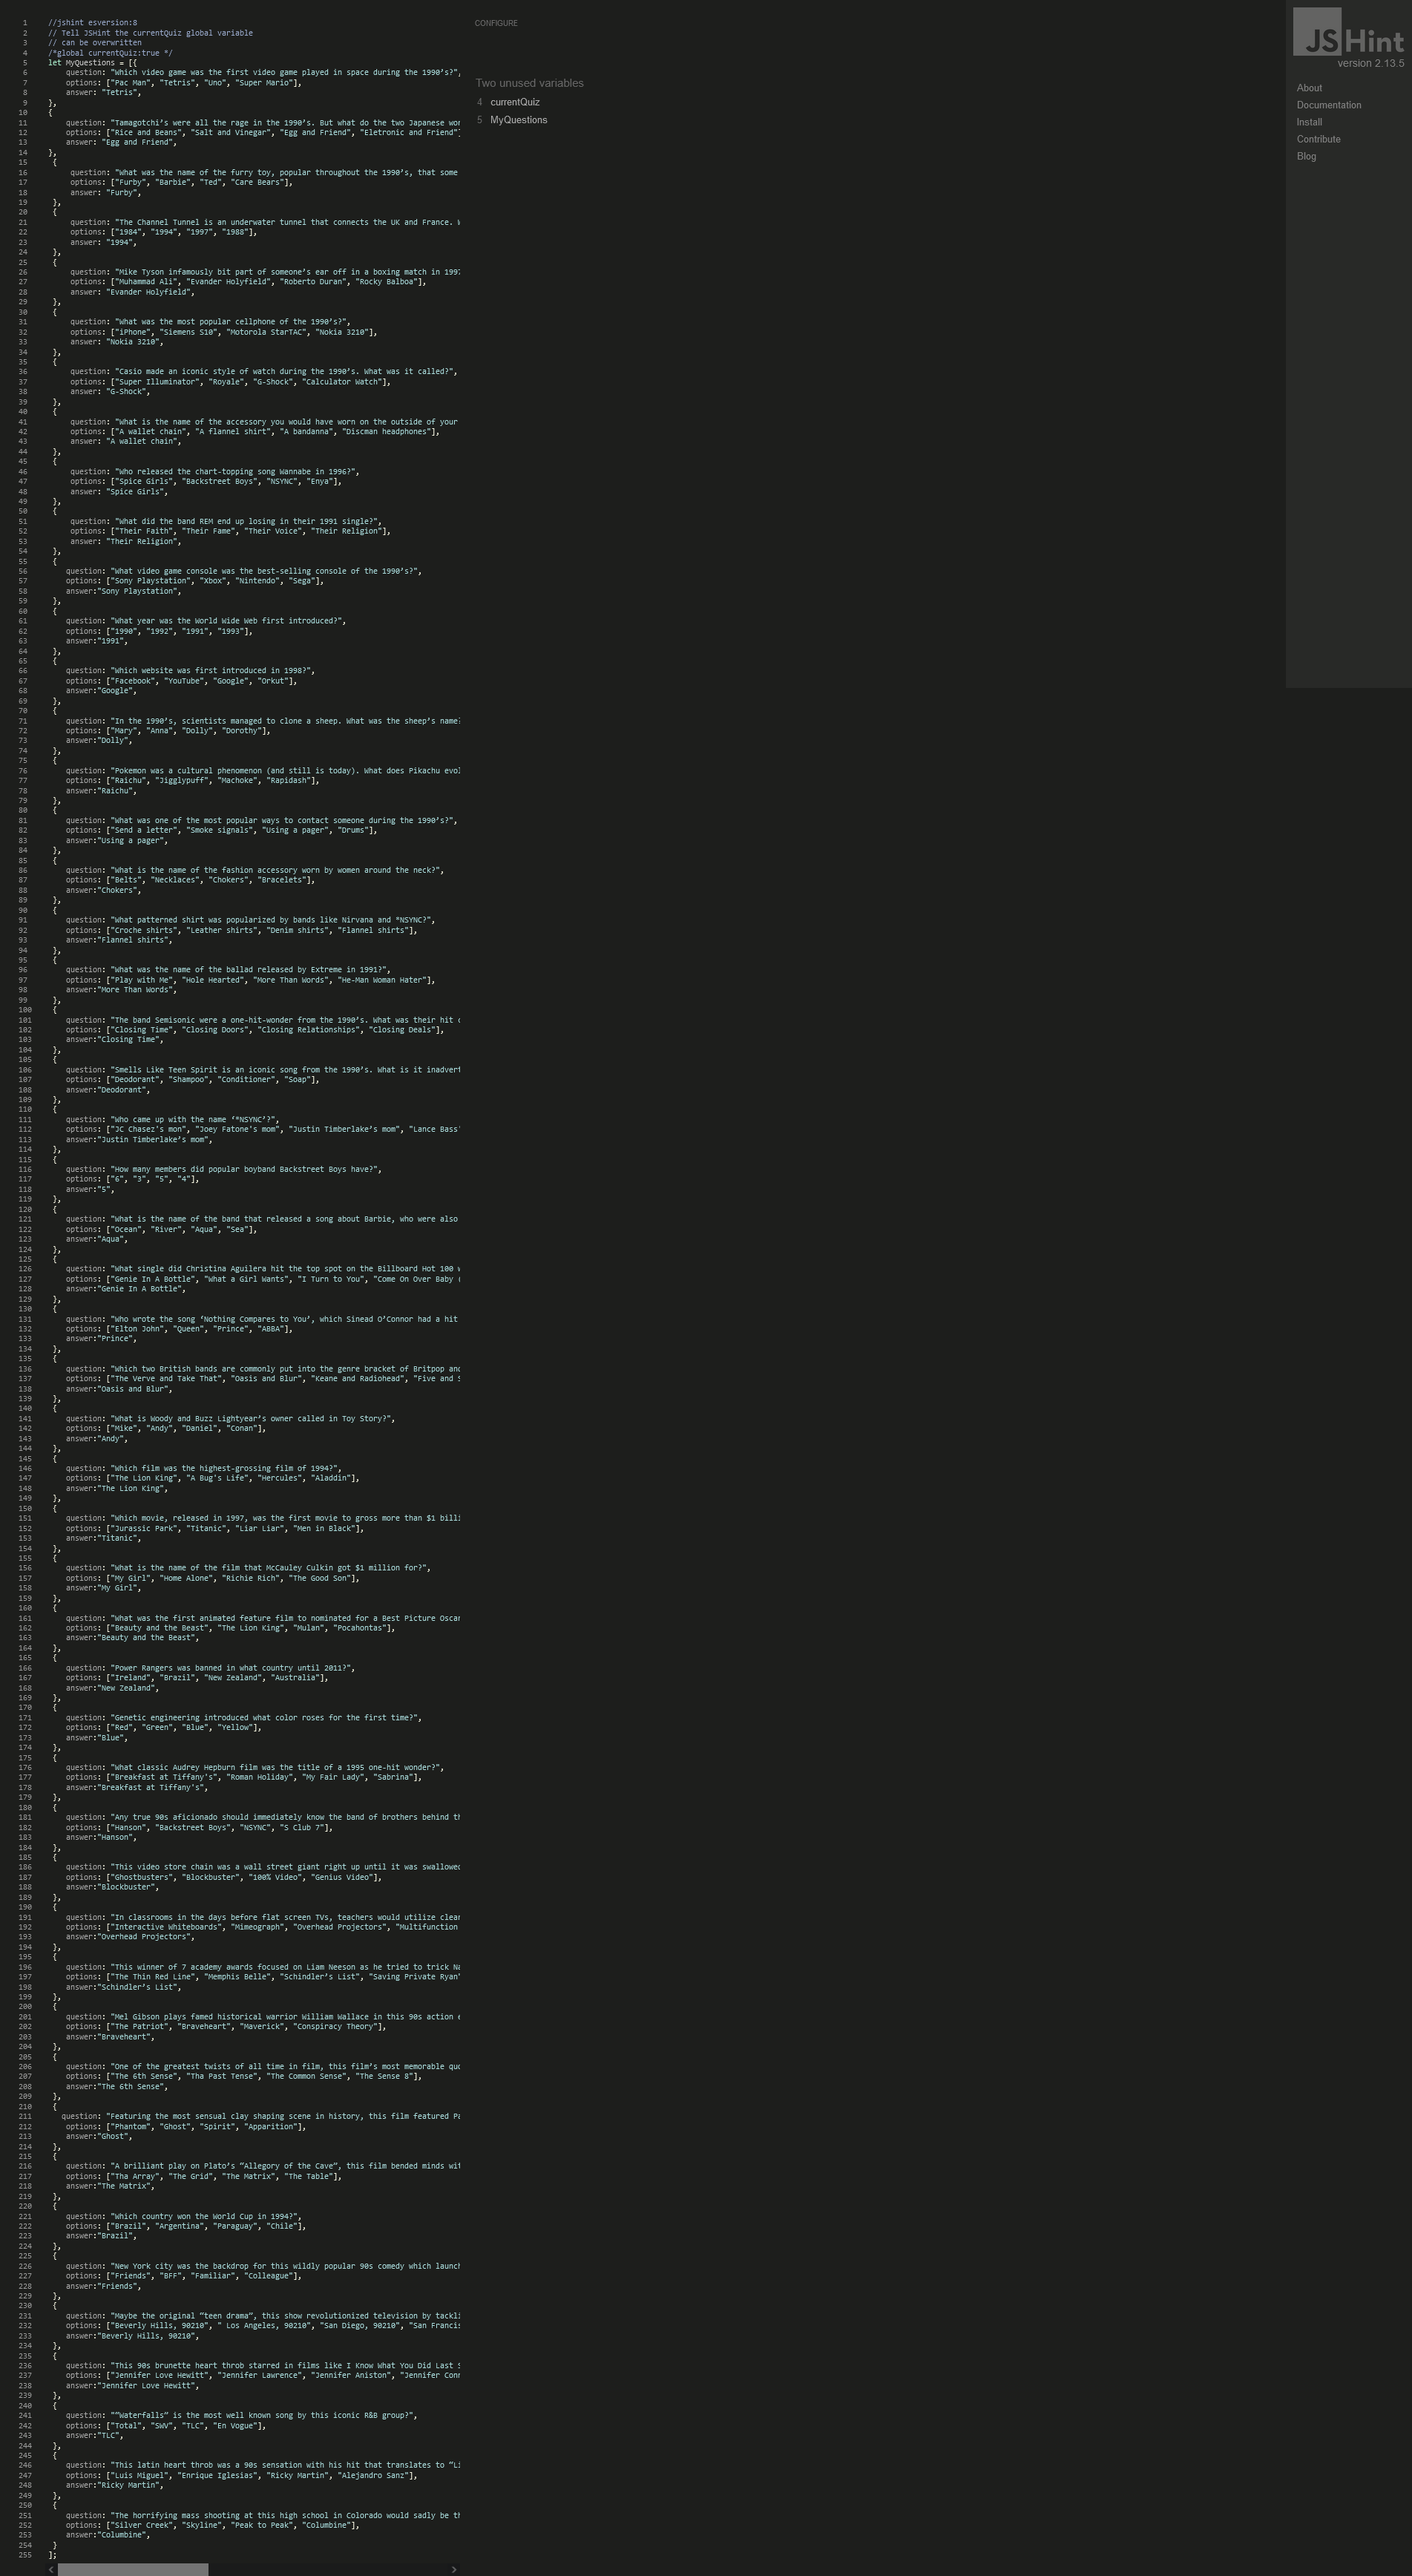 1 //jshint esversion:8
2 // Tell JSHint the currentQuiz global variable
3 // can be overwritten
4 /*global currentQuiz:true */
5 let MyQuestions = [{
6 question: "Which video game was the first video game played in space during the 1990’s?",
7 options: ["Pac Man", "Tetris", "Uno", "Super Mario"],
8 answer: "Tetris",
9 },
10 {
11 question: "Tamagotchi’s were all the rage in the 1990’s. But what do the two Japanese wor
12 options: ["Rice and Beans", "Salt and Vinegar", "Egg and Friend", "Eletronic and Friend"]
13 answer: "Egg and Friend",
14 },
15 {
16 question: "What was the name of the furry toy, popular throughout the 1990’s, that some
17 options: ["Furby", "Barbie", "Ted", "Care Bears"],
18 answer: "Furby",
19 },
20 {
21 question: "The Channel Tunnel is an underwater tunnel that connects the UK and France. W
22 options: ["1984", "1994", "1997", "1988"],
23 answer: "1994",
24 },
25 {
26 question: "Mike Tyson infamously bit part of someone’s ear off in a boxing match in 1997
27 options: ["Muhammad Ali", "Evander Holyfield", "Roberto Duran", "Rocky Balboa"],
28 answer: "Evander Holyfield",
29 },
30 {
31 question: "What was the most popular cellphone of the 1990’s?",
32 options: ["iPhone", "Siemens S10", "Motorola StarTAC", "Nokia 3210"],
33 answer: "Nokia 3210",
34 },
35 {
36 question: "Casio made an iconic style of watch during the 1990’s. What was it called?",
37 options: ["Super Illuminator", "Royale", "G-Shock", "Calculator Watch"],
38 answer: "G-Shock",
39 },
40 {
41 question: "What is the name of the accessory you would have worn on the outside of your
42 options: ["A wallet chain", "A flannel shirt", "A bandanna", "Discman headphones"],
43 answer: "A wallet chain",
44 },
45 {
46 question: "Who released the chart-topping song Wannabe in 1996?",
47 options: ["Spice Girls", "Backstreet Boys", "NSYNC", "Enya"],
48 answer: "Spice Girls",
49 },
50 {
51 question: "What did the band REM end up losing in their 1991 single?",
52 options: ["Their Faith", "Their Fame", "Their Voice", "Their Religion"],
53 answer: "Their Religion",
54 },
55 {
56 question: "What video game console was the best-selling console of the 1990’s?",
57 options: ["Sony Playstation", "Xbox", "Nintendo", "Sega"],
58 answer:"Sony Playstation",
59 },
60 {
61 question: "What year was the World Wide Web first introduced?",
62 options: ["1990", "1992", "1991", "1993"],
63 answer:"1991",
64 },
65 {
66 question: "Which website was first introduced in 1998?",
67 options: ["Facebook", "YouTube", "Google", "Orkut"],
68 answer:"Google",
69 },
70 {
71 question: "In the 1990’s, scientists managed to clone a sheep. What was the sheep’s name?
72 options: ["Mary", "Anna", "Dolly", "Dorothy"],
73 answer:"Dolly",
74 },
75 {
76 question: "Pokemon was a cultural phenomenon (and still is today). What does Pikachu evol
77 options: ["Raichu", "Jigglypuff", "Machoke", "Rapidash"],
78 answer:"Raichu",
79 },
80 {
81 question: "What was one of the most popular ways to contact someone during the 1990’s?",
82 options: ["Send a letter", "Smoke signals", "Using a pager", "Drums"],
83 answer:"Using a pager",
84 },
85 {
86 question: "What is the name of the fashion accessory worn by women around the neck?",
87 options: ["Belts", "Necklaces", "Chokers", "Bracelets"],
88 answer:"Chokers",
89 },
90 {
91 question: "What patterned shirt was popularized by bands like Nirvana and *NSYNC?",
92 options: ["Croche shirts", "Leather shirts", "Denim shirts", "Flannel shirts"],
93 answer:"Flannel shirts",
94 },
95 {
96 question: "What was the name of the ballad released by Extreme in 1991?",
97 options: ["Play with Me", "Hole Hearted", "More Than Words", "He-Man Woman Hater"],
98 answer:"More Than Words",
99 },
100 {
101 question: "The band Semisonic were a one-hit-wonder from the 1990’s. What was their hit c
102 options: ["Closing Time", "Closing Doors", "Closing Relationships", "Closing Deals"],
103 answer:"Closing Time",
104 },
105 {
106 question: "Smells Like Teen Spirit is an iconic song from the 1990’s. What is it inadvert
107 options: ["Deodorant", "Shampoo", "Conditioner", "Soap"],
108 answer:"Deodorant",
109 },
110 {
111 question: "Who came up with the name ‘*NSYNC’?",
112 options: ["JC Chasez's mon", "Joey Fatone's mom", "Justin Timberlake’s mom", "Lance Bass'
113 answer:"Justin Timberlake’s mom",
114 },
115 {
116 question: "How many members did popular boyband Backstreet Boys have?",
117 options: ["6", "3", "5", "4"],
118 answer:"5",
119 },
120 {
121 question: "What is the name of the band that released a song about Barbie, who were also
122 options: ["Ocean", "River", "Aqua", "Sea"],
123 answer:"Aqua",
124 },
125 {
126 question: "What single did Christina Aguilera hit the top spot on the Billboard Hot 100 w
127 options: ["Genie In A Bottle", "What a Girl Wants", "I Turn to You", "Come On Over Baby (
128 answer:"Genie In A Bottle",
129 },
130 {
131 question: "Who wrote the song ‘Nothing Compares to You’, which Sinead O’Connor had a hit
132 options: ["Elton John", "Queen", "Prince", "ABBA"],
133 answer:"Prince",
134 },
135 {
136 question: "Which two British bands are commonly put into the genre bracket of Britpop and
137 options: ["The Verve and Take That", "Oasis and Blur", "Keane and Radiohead", "Five and S
138 answer:"Oasis and Blur",
139 },
140 {
141 question: "What is Woody and Buzz Lightyear’s owner called in Toy Story?",
142 options: ["Mike", "Andy", "Daniel", "Conan"],
143 answer:"Andy",
144 },
145 {
146 question: "Which film was the highest-grossing film of 1994?",
147 options: ["The Lion King", "A Bug's Life", "Hercules", "Aladdin"],
148 answer:"The Lion King",
149 },
150 {
151 question: "Which movie, released in 1997, was the first movie to gross more than $1 billi
152 options: ["Jurassic Park", "Titanic", "Liar Liar", "Men in Black"],
153 answer:"Titanic",
154 },
155 {
156 question: "What is the name of the film that McCauley Culkin got $1 million for?",
157 options: ["My Girl", "Home Alone", "Richie Rich", "The Good Son"],
158 answer:"My Girl",
159 },
160 {
161 question: "What was the first animated feature film to nominated for a Best Picture Oscar
162 options: ["Beauty and the Beast", "The Lion King", "Mulan", "Pocahontas"],
163 answer:"Beauty and the Beast",
164 },
165 {
166 question: "Power Rangers was banned in what country until 2011?",
167 options: ["Ireland", "Brazil", "New Zealand", "Australia"],
168 answer:"New Zealand",
169 },
170 {
171 question: "Genetic engineering introduced what color roses for the first time?",
172 options: ["Red", "Green", "Blue", "Yellow"],
173 answer:"Blue",
174 },
175 {
176 question: "What classic Audrey Hepburn film was the title of a 1995 one-hit wonder?",
177 options: ["Breakfast at Tiffany's", "Roman Holiday", "My Fair Lady", "Sabrina"],
178 answer:"Breakfast at Tiffany's",
179 },
180 {
181 question: "Any true 90s aficionado should immediately know the band of brothers behind th
182 options: ["Hanson", "Backstreet Boys", "NSYNC", "S Club 7"],
183 answer:"Hanson",
184 },
185 {
186 question: "This video store chain was a wall street giant right up until it was swallowed
187 options: ["Ghostbusters", "Blockbuster", "100% Video", "Genius Video"],
188 answer:"Blockbuster",
189 },
190 {
191 question: "In classrooms in the days before flat screen TVs, teachers would utilize clear
192 options: ["Interactive Whiteboards", "Mimeograph", "Overhead Projectors", "Multifunction
193 answer:"Overhead Projectors",
194 },
195 {
196 question: "This winner of 7 academy awards focused on Liam Neeson as he tried to trick Na
197 options: ["The Thin Red Line", "Memphis Belle", "Schindler’s List", "Saving Private Ryan"
198 answer:"Schindler’s List",
199 },
200 {
201 question: "Mel Gibson plays famed historical warrior William Wallace in this 90s action e
202 options: ["The Patriot", "Braveheart", "Maverick", "Conspiracy Theory"],
203 answer:"Braveheart",
204 },
205 {
206 question: "One of the greatest twists of all time in film, this film’s most memorable quo
207 options: ["The 6th Sense", "Tha Past Tense", "The Common Sense", "The Sense 8"],
208 answer:"The 6th Sense",
209 },
210 {
211 question: "Featuring the most sensual clay shaping scene in history, this film featured Pa
212 options: ["Phantom", "Ghost", "Spirit", "Apparition"],
213 answer:"Ghost",
214 },
215 {
216 question: "A brilliant play on Plato’s “Allegory of the Cave”, this film bended minds wit
217 options: ["Tha Array", "The Grid", "The Matrix", "The Table"],
218 answer:"The Matrix",
219 },
220 {
221 question: "Which country won the World Cup in 1994?",
222 options: ["Brazil", "Argentina", "Paraguay", "Chile"],
223 answer:"Brazil",
224 },
225 {
226 question: "New York city was the backdrop for this wildly popular 90s comedy which launch
227 options: ["Friends", "BFF", "Familiar", "Colleague"],
228 answer:"Friends",
229 },
230 {
231 question: "Maybe the original “teen drama”, this show revolutionized television by tackli
232 options: ["Beverly Hills, 90210", " Los Angeles, 90210", "San Diego, 90210", "San Francis
233 answer:"Beverly Hills, 90210",
234 },
235 {
236 question: "This 90s brunette heart throb starred in films like I Know What You Did Last S
237 options: ["Jennifer Love Hewitt", "Jennifer Lawrence", "Jennifer Aniston", "Jennifer Conn
238 answer:"Jennifer Love Hewitt",
239 },
240 {
241 question: "”Waterfalls” is the most well known song by this iconic R&B group?",
242 options: ["Total", "SWV", "TLC", "En Vogue"],
243 answer:"TLC",
244 },
245 {
246 question: "This latin heart throb was a 90s sensation with his hit that translates to “Li
247 options: ["Luis Miguel", "Enrique Iglesias", "Ricky Martin", "Alejandro Sanz"],
248 answer:"Ricky Martin",
249 },
250 {
251 question: "The horrifying mass shooting at this high school in Colorado would sadly be th
252 options: ["Silver Creek", "Skyline", "Peak to Peak", "Columbine"],
253 answer:"Columbine",
254 }
255 ];
CONFIGURE
Two unused variables
4 currentQuiz
5 MyQuestions
JSHint
version 2.13.5
About
Documentation
Install
Contribute
Blog